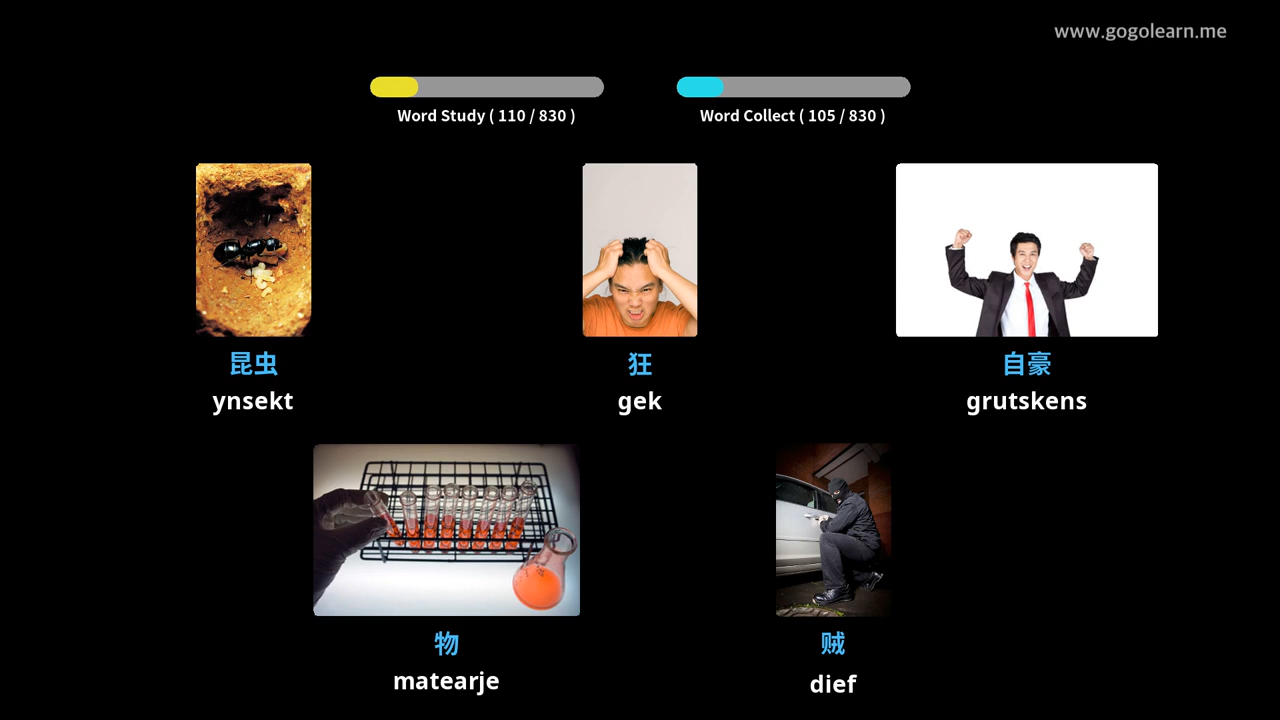 www.gogolearn.me
Word Study ( 110 / 830 )
Word Collect ( 105 / 830 )
昆虫
ynsekt
狂
gek
自豪
grutskens
物
matearje
贼
dief